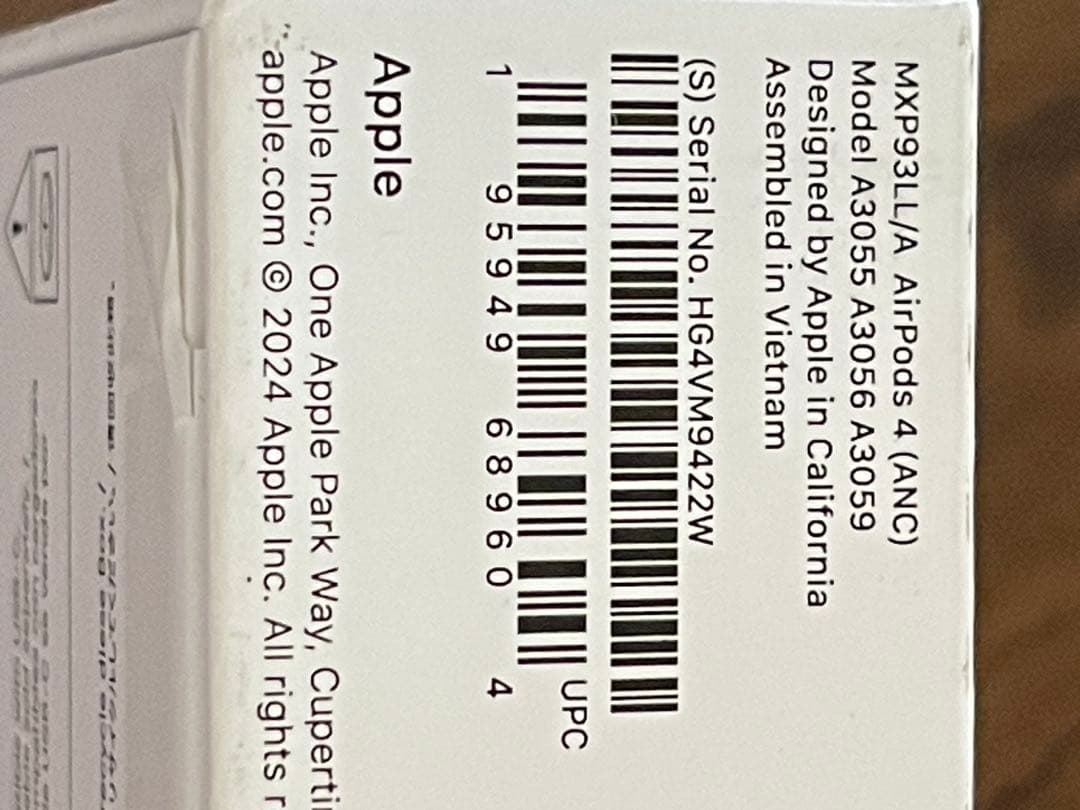 MXP93LL/A AirPods 4 (ANC)
Model A3055 A3056 A3059
Designed by Apple in California
Assembled in Vietnam
(S) Serial No. HG4VM9422W
UPC
1 95949 68960 4
Apple
Apple Inc., One Apple Park Way,
apple.com © 2024 Apple Inc. All rights